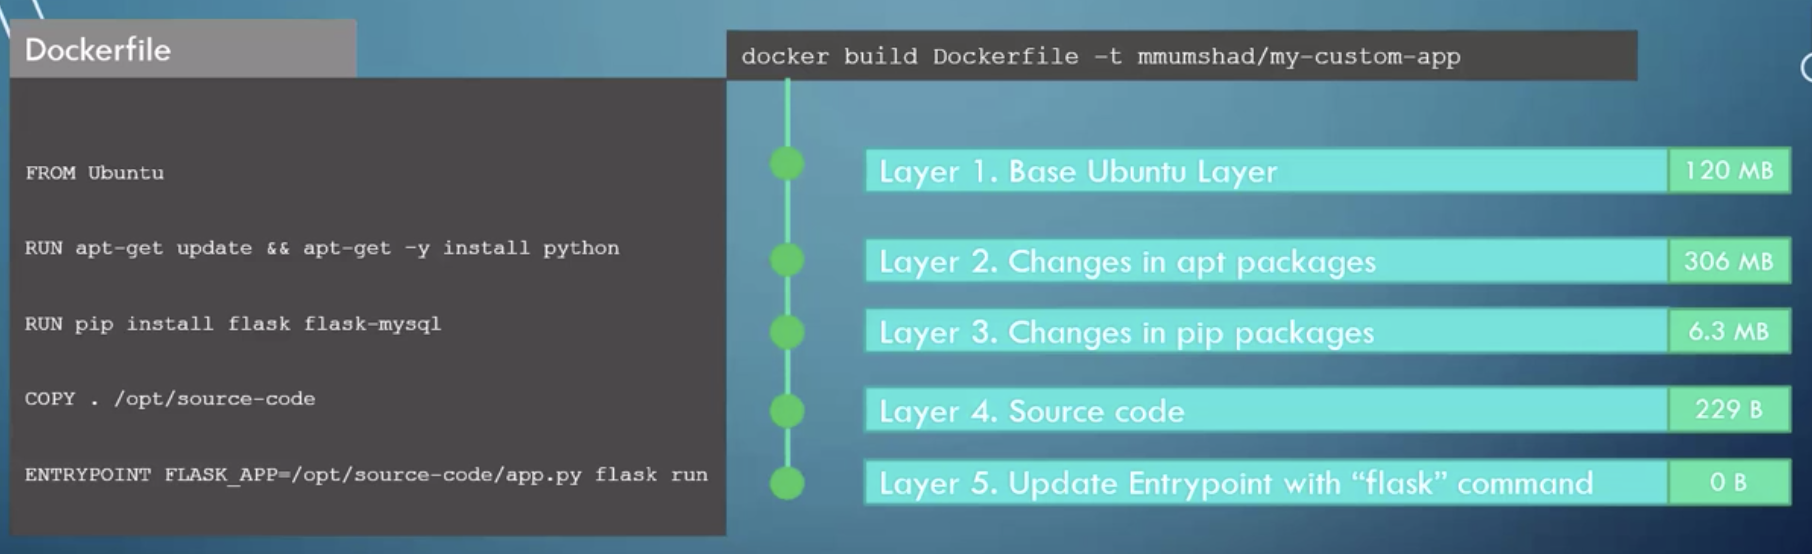 Dockerfile
docker build Dockerfile -t mmumshad/my-custom-app
FROM Ubuntu
RUN apt-get update && apt-get -y install python
RUN pip install flask flask-mysql
COPY . /opt/source-code
ENTRYPOINT FLASK_APP=/opt/source-code/app.py flask run
Layer 1. Base Ubuntu Layer 120 MB
Layer 2. Changes in apt packages 306 MB
Layer 3. Changes in pip packages 6.3 MB
Layer 4. Source code 229 B
Layer 5. Update Entrypoint with “flask” command 0 B